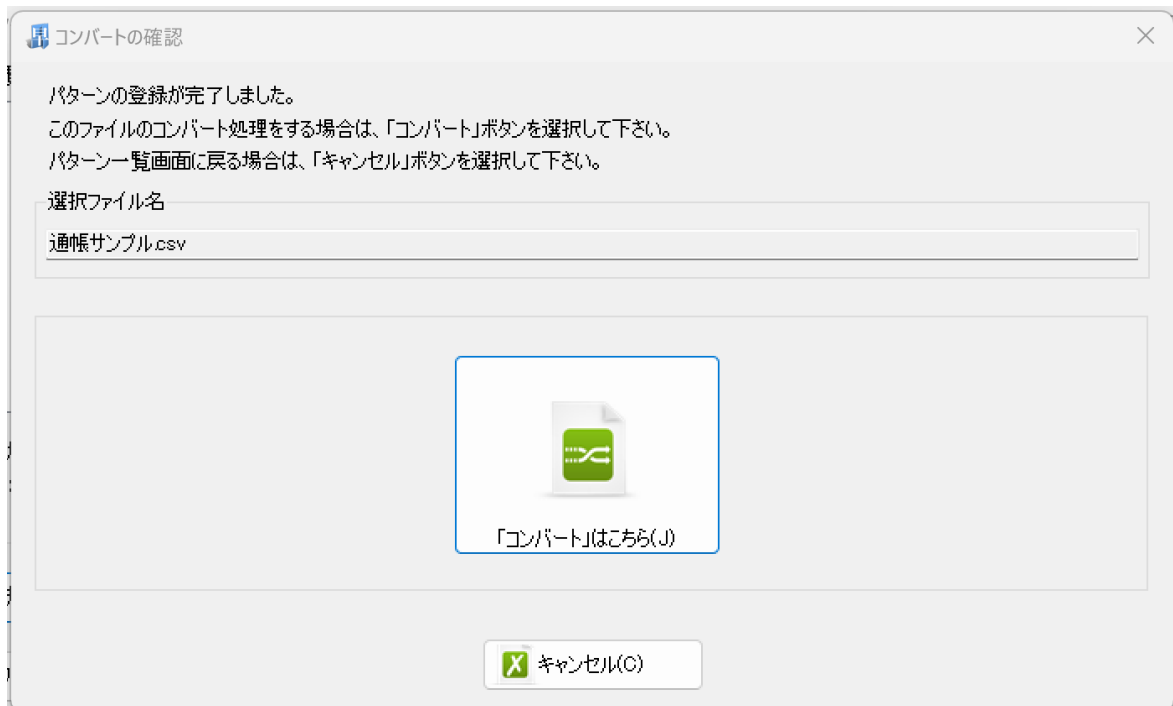 コンバートの確認
パターンの登録が完了しました。
このファイルのコンバート処理をする場合は、「コンバート」ボタンを選択して下さい。
パターン一覧画面に戻る場合は、「キャンセル」ボタンを選択して下さい。
選択ファイル名
通帳サンプル.csv
「コンバート」はこちら(J)
キャンセル(C)